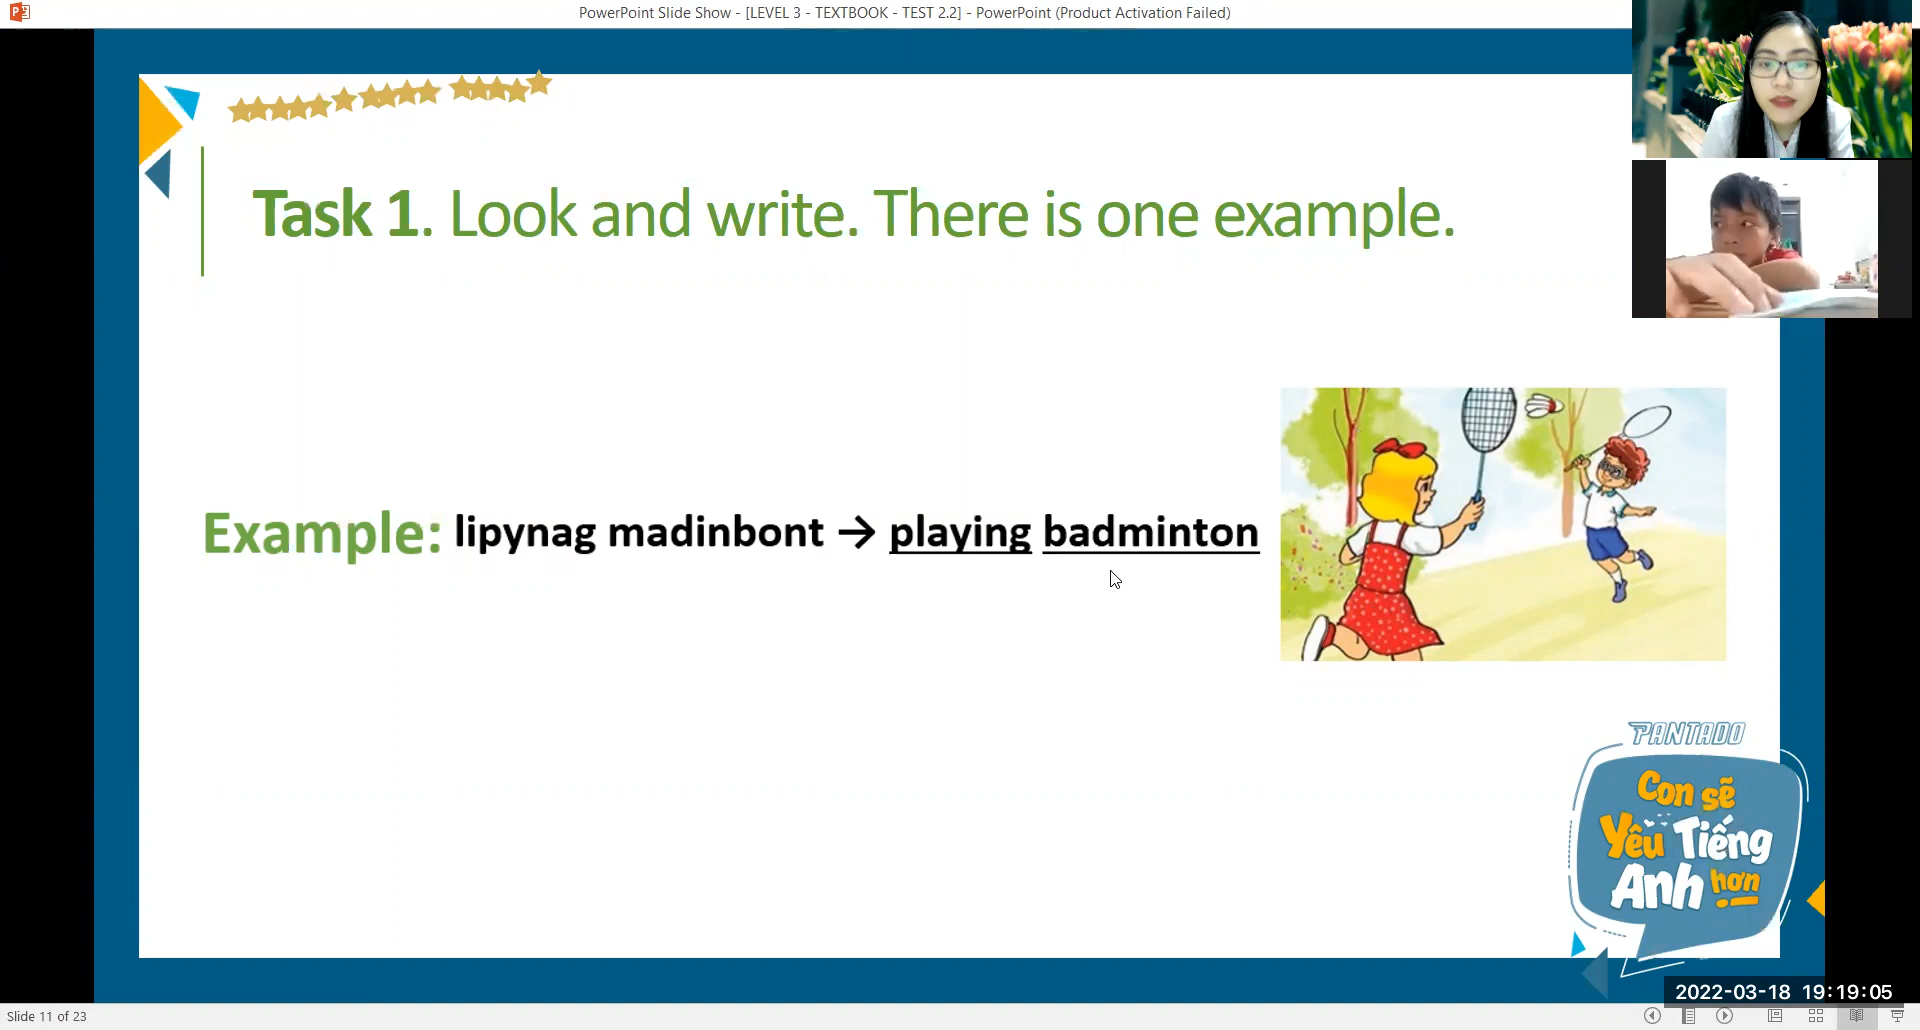 PowerPoint Slide Show - [LEVEL 3 - TEXTBOOK - TEST 2.2] - PowerPoint (Product Activation Failed)
Task 1. Look and write. There is one example.
Example: lipynag madinbont → playing badminton
PANTADO
Con sẽ
Yêu Tiếng
Anh hơn
2022-03-18 19:19:05
Slide 11 of 23